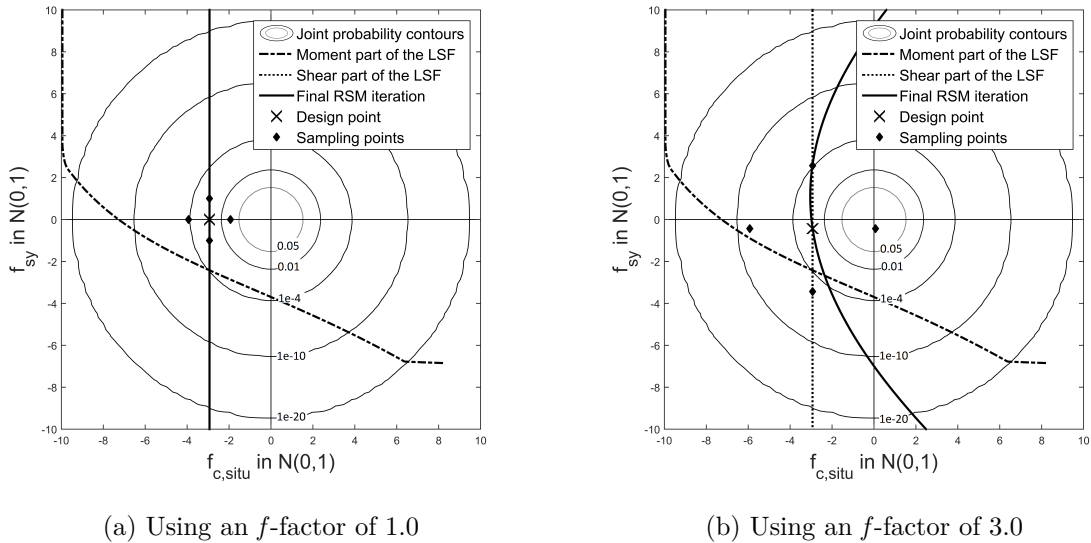 10
8
6
4
2
0
-2
-4
-6
-8
-10
f_sy in N(0,1)
-10 -8 -6 -4 -2 0 2 4 6 8 10
f_c,situ in N(0,1)
Joint probability contours
Moment part of the LSF
Shear part of the LSF
Final RSM iteration
Design point
Sampling points
0.05
0.01
1e-4
1e-10
1e-20
(a) Using an f-factor of 1.0
10
8
6
4
2
0
-2
-4
-6
-8
-10
f_sy in N(0,1)
-10 -8 -6 -4 -2 0 2 4 6 8 10
f_c,situ in N(0,1)
Joint probability contours
Moment part of the LSF
Shear part of the LSF
Final RSM iteration
Design point
Sampling points
0.05
0.01
1e-4
1e-10
1e-20
(b) Using an f-factor of 3.0